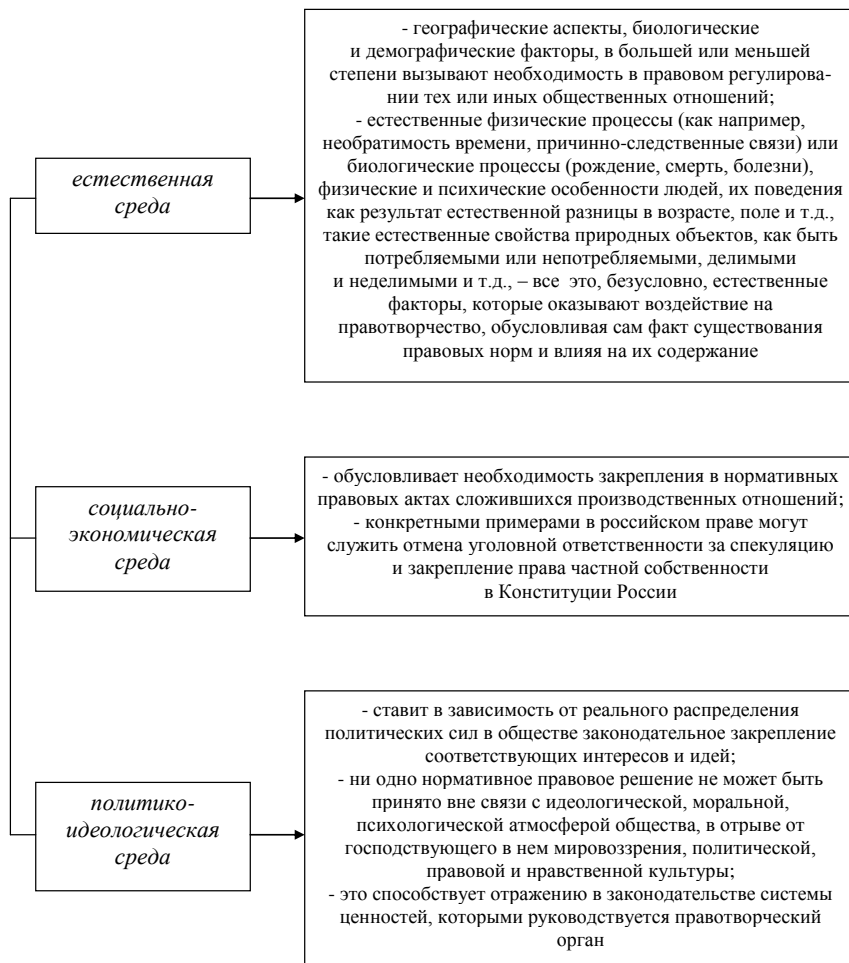 - географические аспекты, биологические
и демографические факторы, в большей или меньшей
степени вызывают необходимость в правовом регулирова-
нии тех или иных общественных отношений;
- естественные физические процессы (как например,
необратимость времени, причинно-следственные связи) или
биологические процессы (рождение, смерть, болезни),
физические и психические особенности людей, их поведения
как результат естественной разницы в возрасте, поле и т.д.,
такие естественные свойства природных объектов, как быть
потребляемыми или непотребляемыми, делимыми
и неделимыми и т.д., – все это, безусловно, естественные
факторы, которые оказывают воздействие на
правотворчество, обусловливая сам факт существования
правовых норм и влияя на их содержание
естественная
среда
- обусловливает необходимость закрепления в нормативных
правовых актах сложившихся производственных отношений;
- конкретными примерами в российском праве могут
служить отмена уголовной ответственности за спекуляцию
и закрепление права частной собственности
в Конституции России
социально-
экономическая
среда
- ставит в зависимость от реального распределения
политических сил в обществе законодательное закрепление
соответствующих интересов и идей;
- ни одно нормативное правовое решение не может быть
принято вне связи с идеологической, моральной,
психологической атмосферой общества, в отрыве от
господствующего в нем мировоззрения, политической,
правовой и нравственной культуры;
- это способствует отражению в законодательстве системы
ценностей, которыми руководствуется правотворческий
орган
политико-
идеологическая
среда